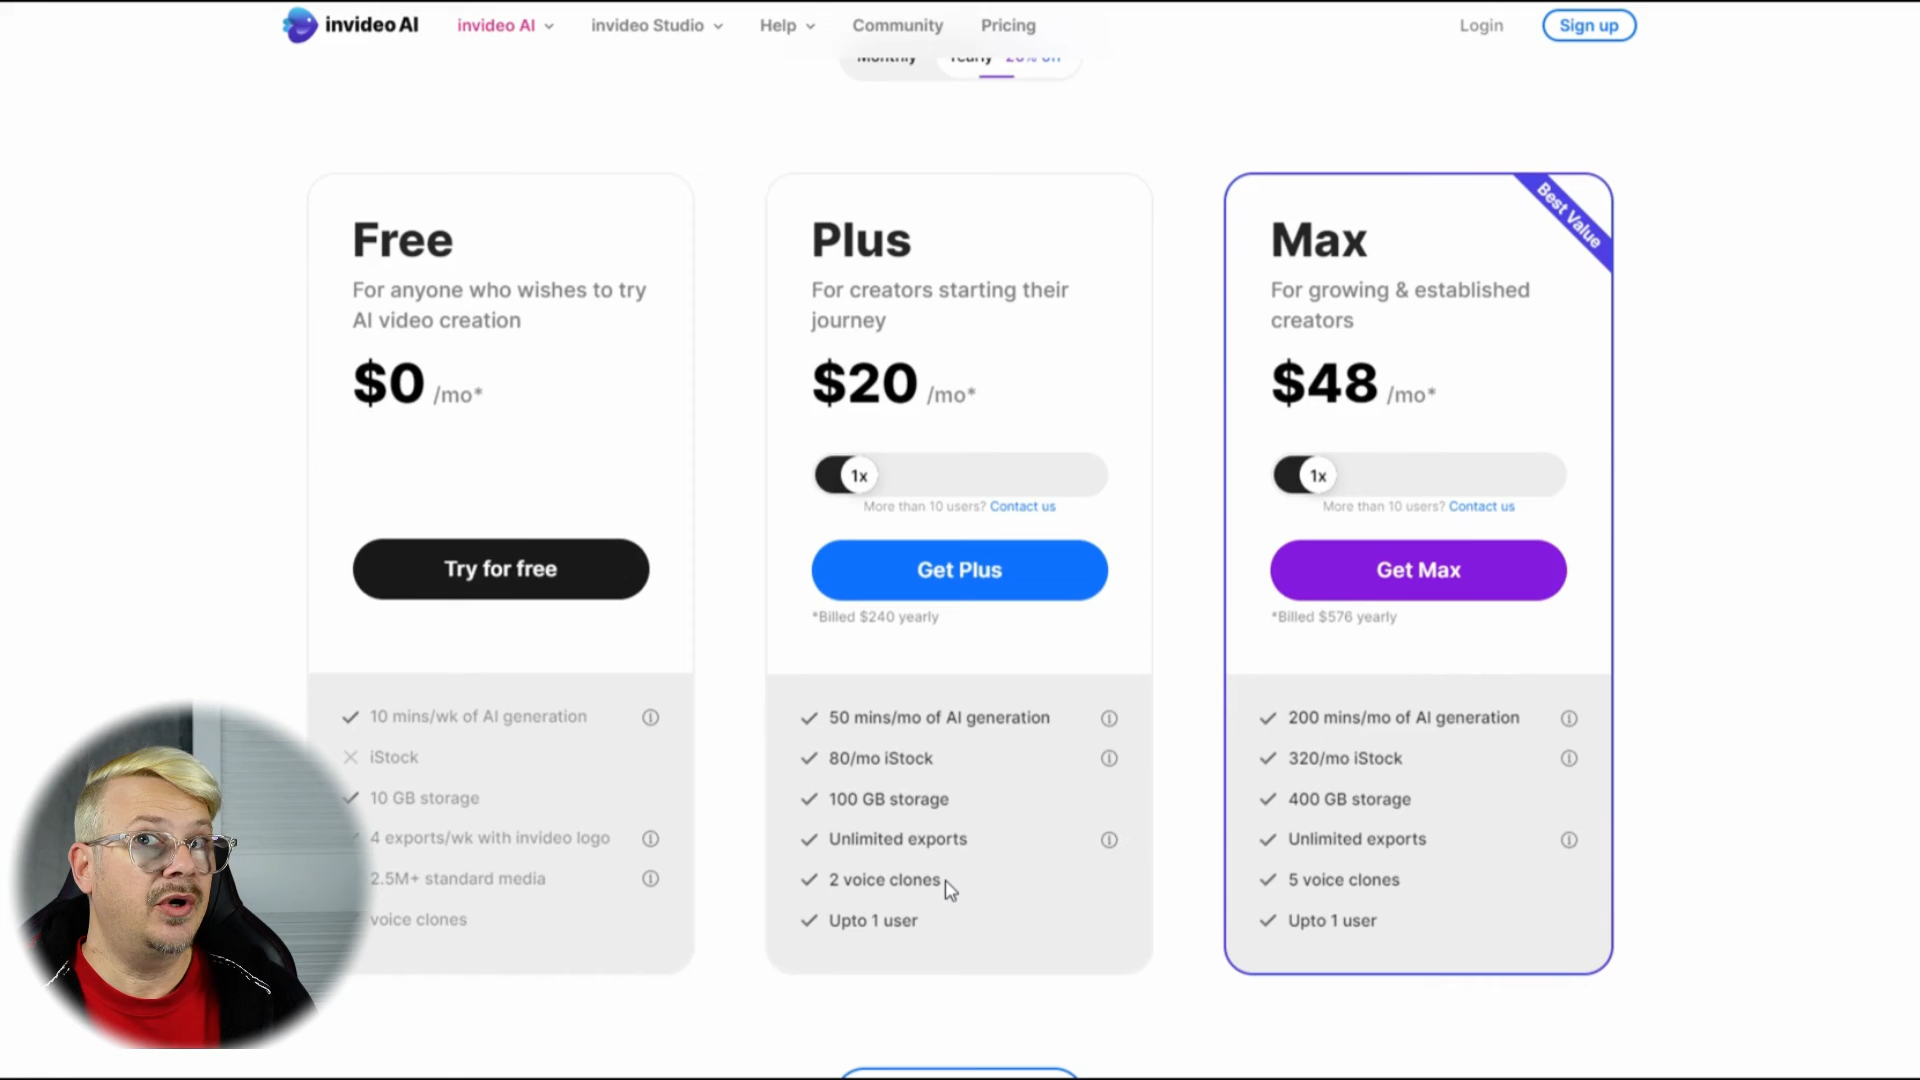 invideo AI
invideo AI
invideo Studio
Help
Community
Pricing
Login
Sign up
Monthly
Yearly 20% off
Free
For anyone who wishes to try
AI video creation
$0 /mo*
Try for free
10 mins/wk of AI generation
iStock
10 GB storage
4 exports/wk with invideo logo
2.5M+ standard media
voice clones
Plus
For creators starting their
journey
$20 /mo*
1x
More than 10 users? Contact us
Get Plus
*Billed $240 yearly
50 mins/mo of AI generation
80/mo iStock
100 GB storage
Unlimited exports
2 voice clones
Upto 1 user
Best Value
Max
For growing & established
creators
$48 /mo*
1x
More than 10 users? Contact us
Get Max
*Billed $576 yearly
200 mins/mo of AI generation
320/mo iStock
400 GB storage
Unlimited exports
5 voice clones
Upto 1 user